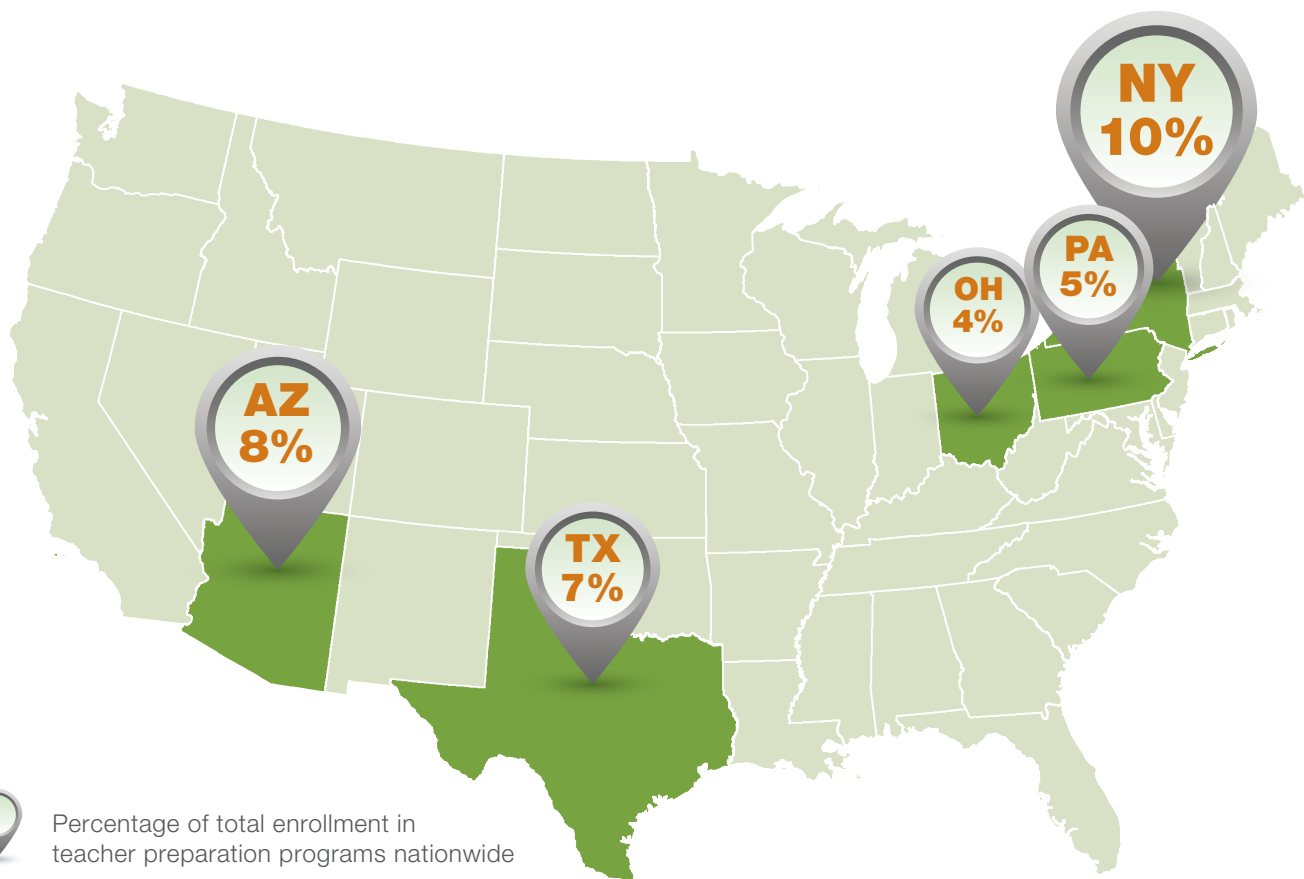 NY
10%
PA
5%
OH
4%
AZ
8%
TX
7%
Percentage of total enrollment in
teacher preparation programs nationwide